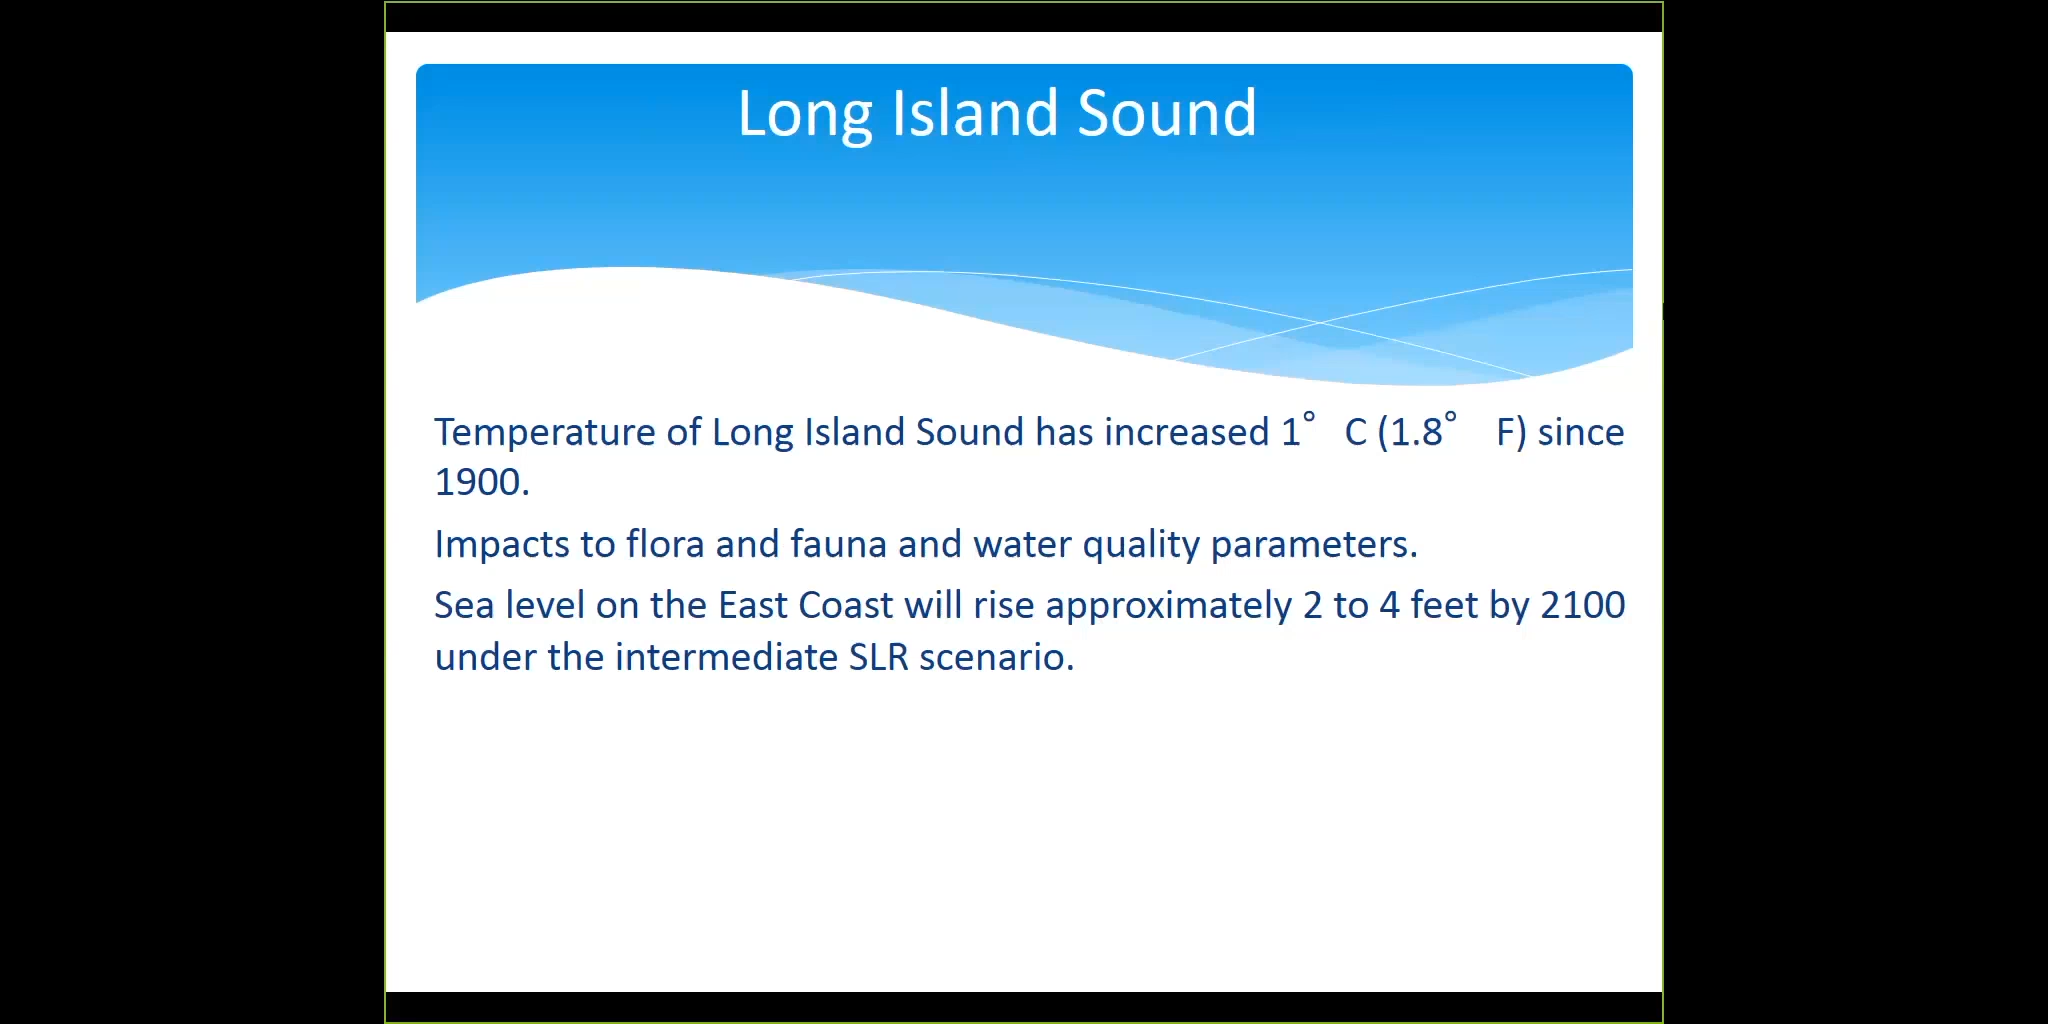 Long Island Sound
Temperature of Long Island Sound has increased 1° C (1.8° F) since
1900.
Impacts to flora and fauna and water quality parameters.
Sea level on the East Coast will rise approximately 2 to 4 feet by 2100
under the intermediate SLR scenario.